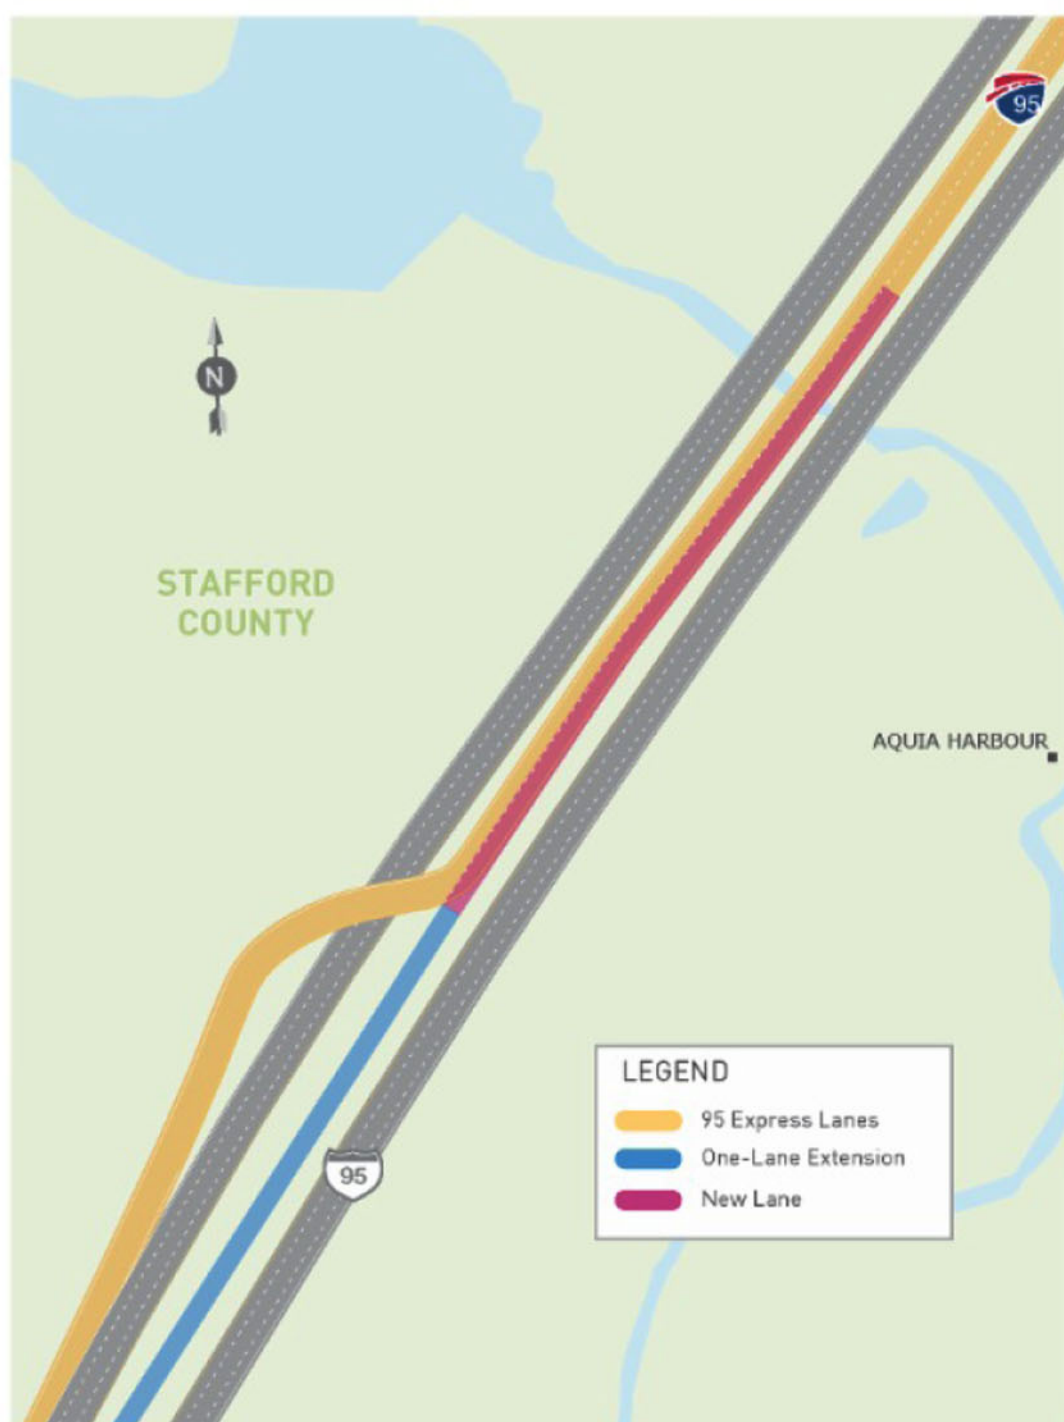 95
N
STAFFORD
COUNTY
AQUIA HARBOUR
LEGEND
95 Express Lanes
One-Lane Extension
New Lane
95